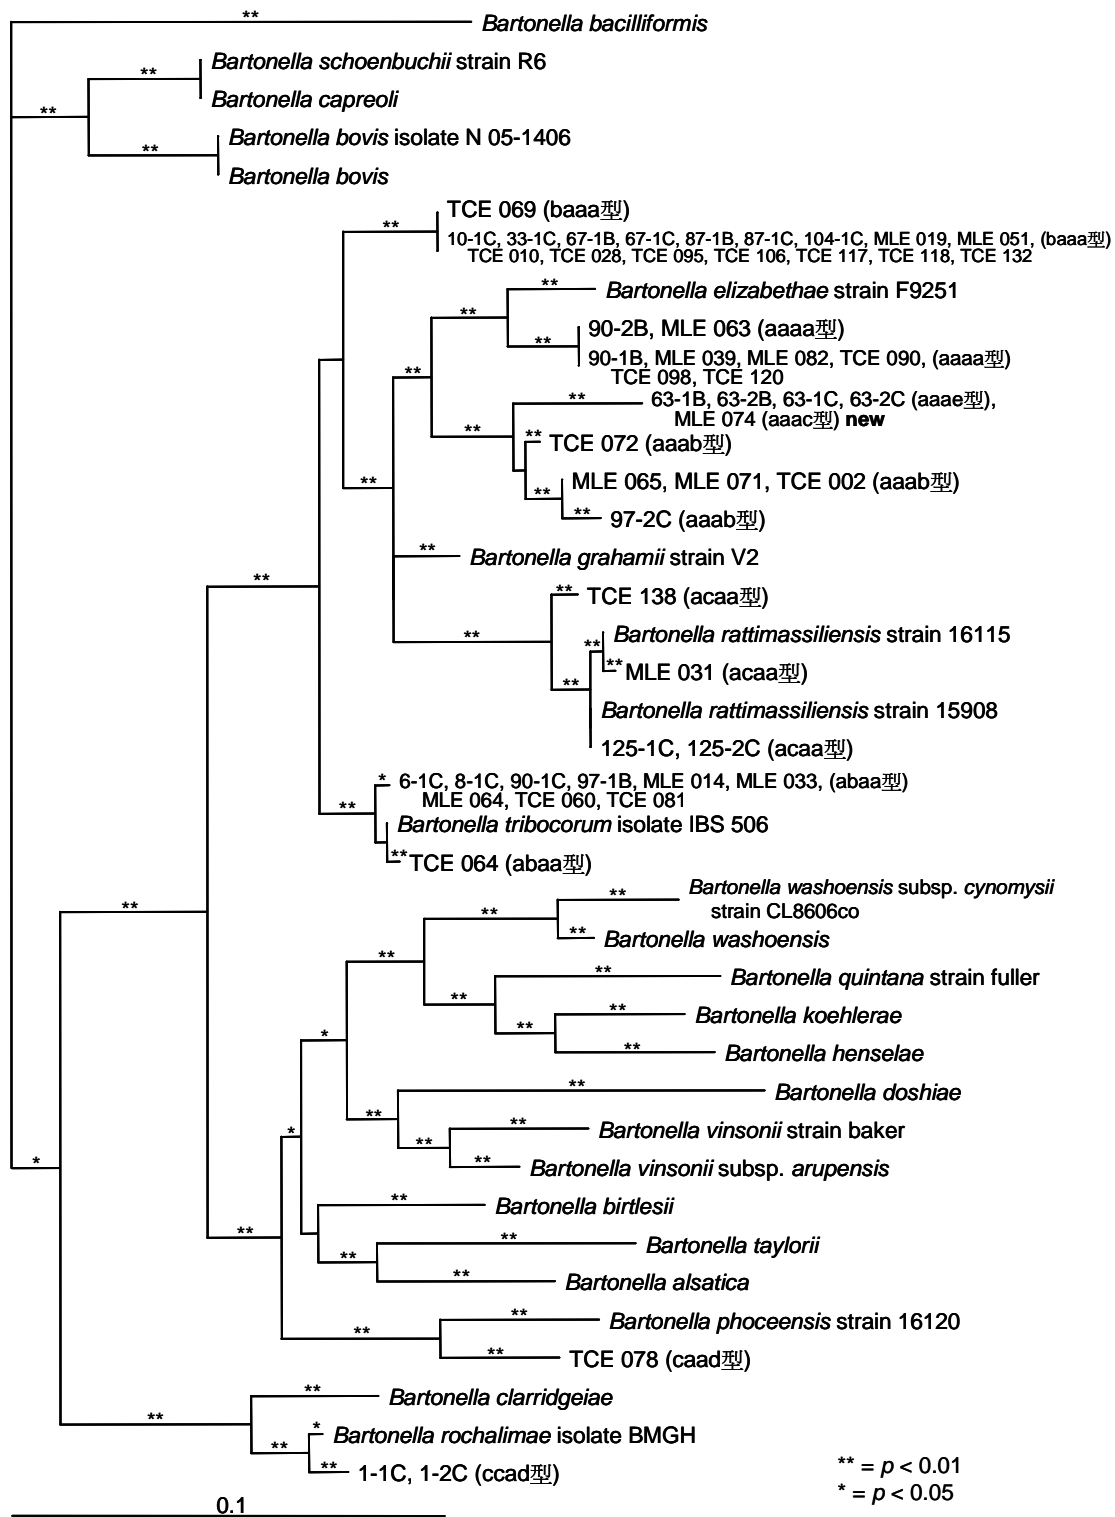 **
Bartonella bacilliformis
Bartonella schoenbuchii strain R6
**
**
Bartonella capreoli
Bartonella bovis isolate N 05-1406
**
Bartonella bovis
TCE 069 (baaa型)
**
10-1C, 33-1C, 67-1B, 67-1C, 87-1B, 87-1C, 104-1C, MLE 019, MLE 051, (baaa型)
TCE 010, TCE 028, TCE 095, TCE 106, TCE 117, TCE 118, TCE 132
**
Bartonella elizabethae strain F9251
**
90-2B, MLE 063 (aaaa型)
**
90-1B, MLE 039, MLE 082, TCE 090, (aaaa型)
TCE 098, TCE 120
**
**
63-1B, 63-2B, 63-1C, 63-2C (aaae型),
MLE 074 (aaac型) new
**
**
TCE 072 (aaab型)
**
MLE 065, MLE 071, TCE 002 (aaab型)
**
**
97-2C (aaab型)
**
Bartonella grahamii strain V2
**
**
TCE 138 (acaa型)
**
**
Bartonella rattimassiliensis strain 16115
**
MLE 031 (acaa型)
**
Bartonella rattimassiliensis strain 15908
125-1C, 125-2C (acaa型)
*
6-1C, 8-1C, 90-1C, 97-1B, MLE 014, MLE 033, (abaa型)
MLE 064, TCE 060, TCE 081
**
Bartonella tribocorum isolate IBS 506
**
TCE 064 (abaa型)
**
**
Bartonella washoensis subsp. cynomysii
strain CL8606co
**
**
Bartonella washoensis
**
**
Bartonella quintana strain fuller
**
**
Bartonella koehlerae
**
*
**
Bartonella henselae
**
Bartonella doshiae
**
**
Bartonella vinsonii strain baker
*
**
**
Bartonella vinsonii subsp. arupensis
*
**
Bartonella birtlesii
**
**
Bartonella taylorii
**
**
Bartonella alsatica
**
Bartonella phoceensis strain 16120
**
**
TCE 078 (caad型)
**
Bartonella clarridgeiae
**
*
Bartonella rochalimae isolate BMGH
**
**
1-1C, 1-2C (ccad型)
** = p < 0.01
* = p < 0.05
0.1